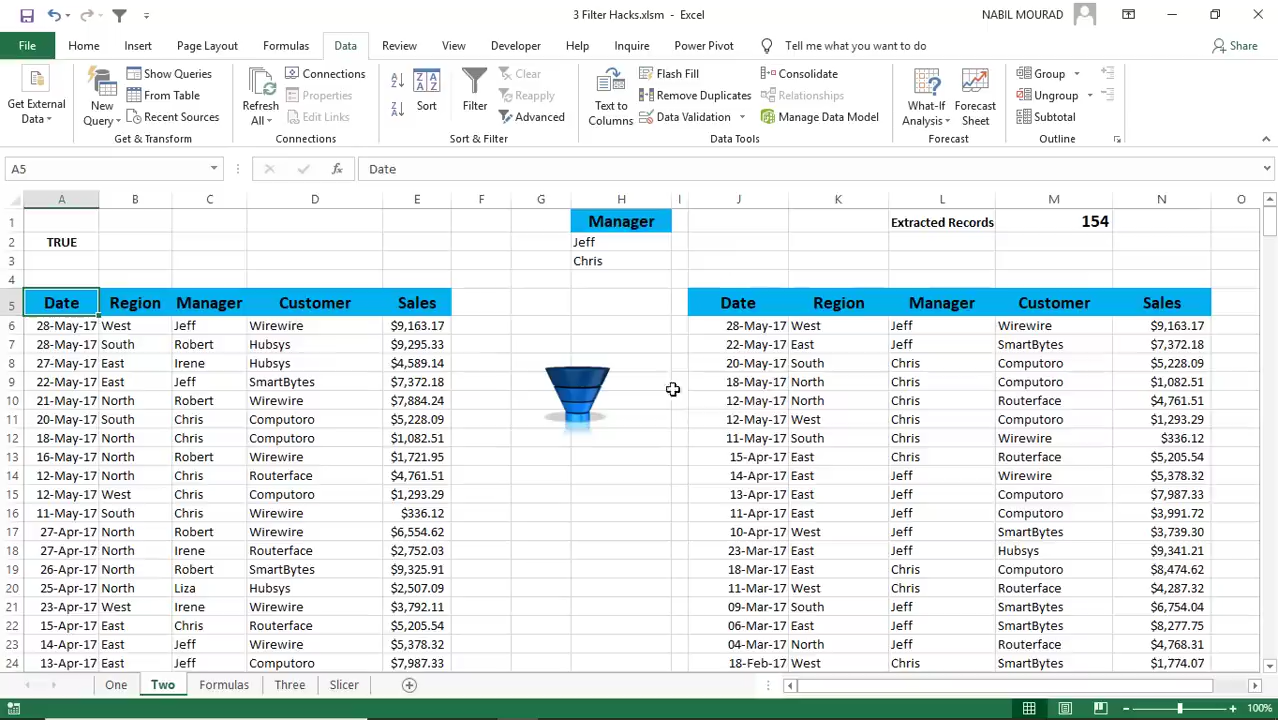 3 Filter Hacks.xlsm - Excel
NABIL MOURAD
File Home Insert Page Layout Formulas Data Review View Developer Help Inquire Power Pivot Tell me what you want to do Share
Get External Data
New Query
Show Queries
From Table
Recent Sources
Get & Transform
Refresh All
Connections
Properties
Edit Links
Connections
Sort
Filter
Clear
Reapply
Advanced
Sort & Filter
Text to Columns
Flash Fill
Remove Duplicates
Data Validation
Consolidate
Relationships
Manage Data Model
Data Tools
What-If Analysis
Forecast Sheet
Forecast
Group
Ungroup
Subtotal
Outline
A5 fx Date
A B C D E F G H I J K L M N O
1 Manager Extracted Records 154
2 TRUE Jeff
3 Chris
4
5 Date Region Manager Customer Sales Date Region Manager Customer Sales
6 28-May-17 West Jeff Wirewire $9,163.17 28-May-17 West Jeff Wirewire $9,163.17
7 28-May-17 South Robert Hubsys $9,295.33 22-May-17 East Jeff SmartBytes $7,372.18
8 27-May-17 East Irene Hubsys $4,589.14 20-May-17 South Chris Computoro $5,228.09
9 22-May-17 East Jeff SmartBytes $7,372.18 18-May-17 North Chris Computoro $1,082.51
10 21-May-17 North Robert Wirewire $7,884.24 12-May-17 North Chris Routerface $4,761.51
11 20-May-17 South Chris Computoro $5,228.09 12-May-17 West Chris Computoro $1,293.29
12 18-May-17 North Chris Computoro $1,082.51 11-May-17 South Chris Wirewire $336.12
13 16-May-17 North Robert Wirewire $1,721.95 15-Apr-17 East Chris Routerface $5,205.54
14 12-May-17 North Chris Routerface $4,761.51 14-Apr-17 East Jeff Wirewire $5,378.32
15 12-May-17 West Chris Computoro $1,293.29 13-Apr-17 East Jeff Computoro $7,987.33
16 11-May-17 South Chris Wirewire $336.12 11-Apr-17 East Jeff Computoro $3,991.72
17 27-Apr-17 North Robert Wirewire $6,554.62 10-Apr-17 West Jeff SmartBytes $3,739.30
18 27-Apr-17 North Irene Routerface $2,752.03 23-Mar-17 East Jeff Hubsys $9,341.21
19 26-Apr-17 North Robert SmartBytes $9,325.91 18-Mar-17 East Chris Computoro $8,474.62
20 25-Apr-17 North Liza Hubsys $2,507.09 11-Mar-17 West Chris Routerface $4,287.32
21 23-Apr-17 West Irene Wirewire $3,792.11 09-Mar-17 South Jeff SmartBytes $6,754.04
22 15-Apr-17 East Chris Routerface $5,205.54 06-Mar-17 East Jeff SmartBytes $8,277.75
23 14-Apr-17 East Jeff Wirewire $5,378.32 04-Mar-17 North Jeff Routerface $4,768.31
24 13-Apr-17 East Jeff Computoro $7,987.33 18-Feb-17 West Chris SmartBytes $1,774.07
One Two Formulas Three Slicer
100%